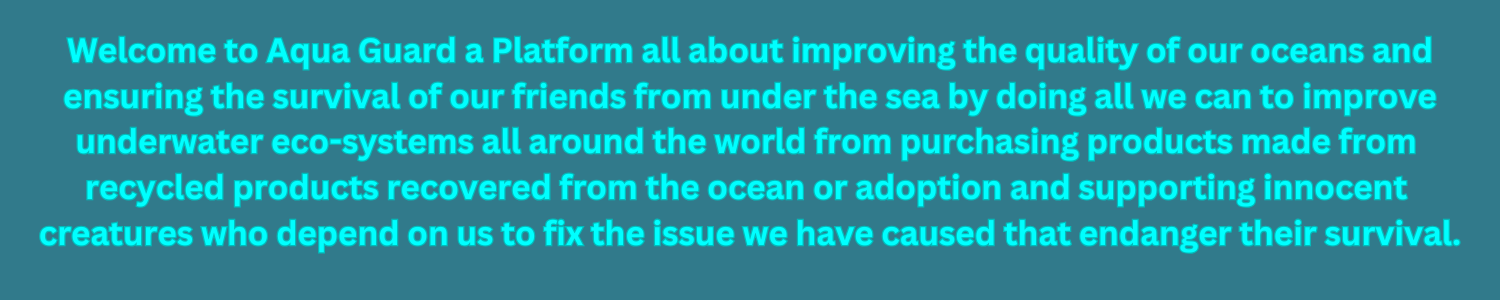 Welcome to Aqua Guard a Platform all about improving the quality of our oceans and
ensuring the survival of our friends from under the sea by doing all we can to improve
underwater eco-systems all around the world from purchasing products made from
recycled products recovered from the ocean or adoption and supporting innocent
creatures who depend on us to fix the issue we have caused that endanger their survival.